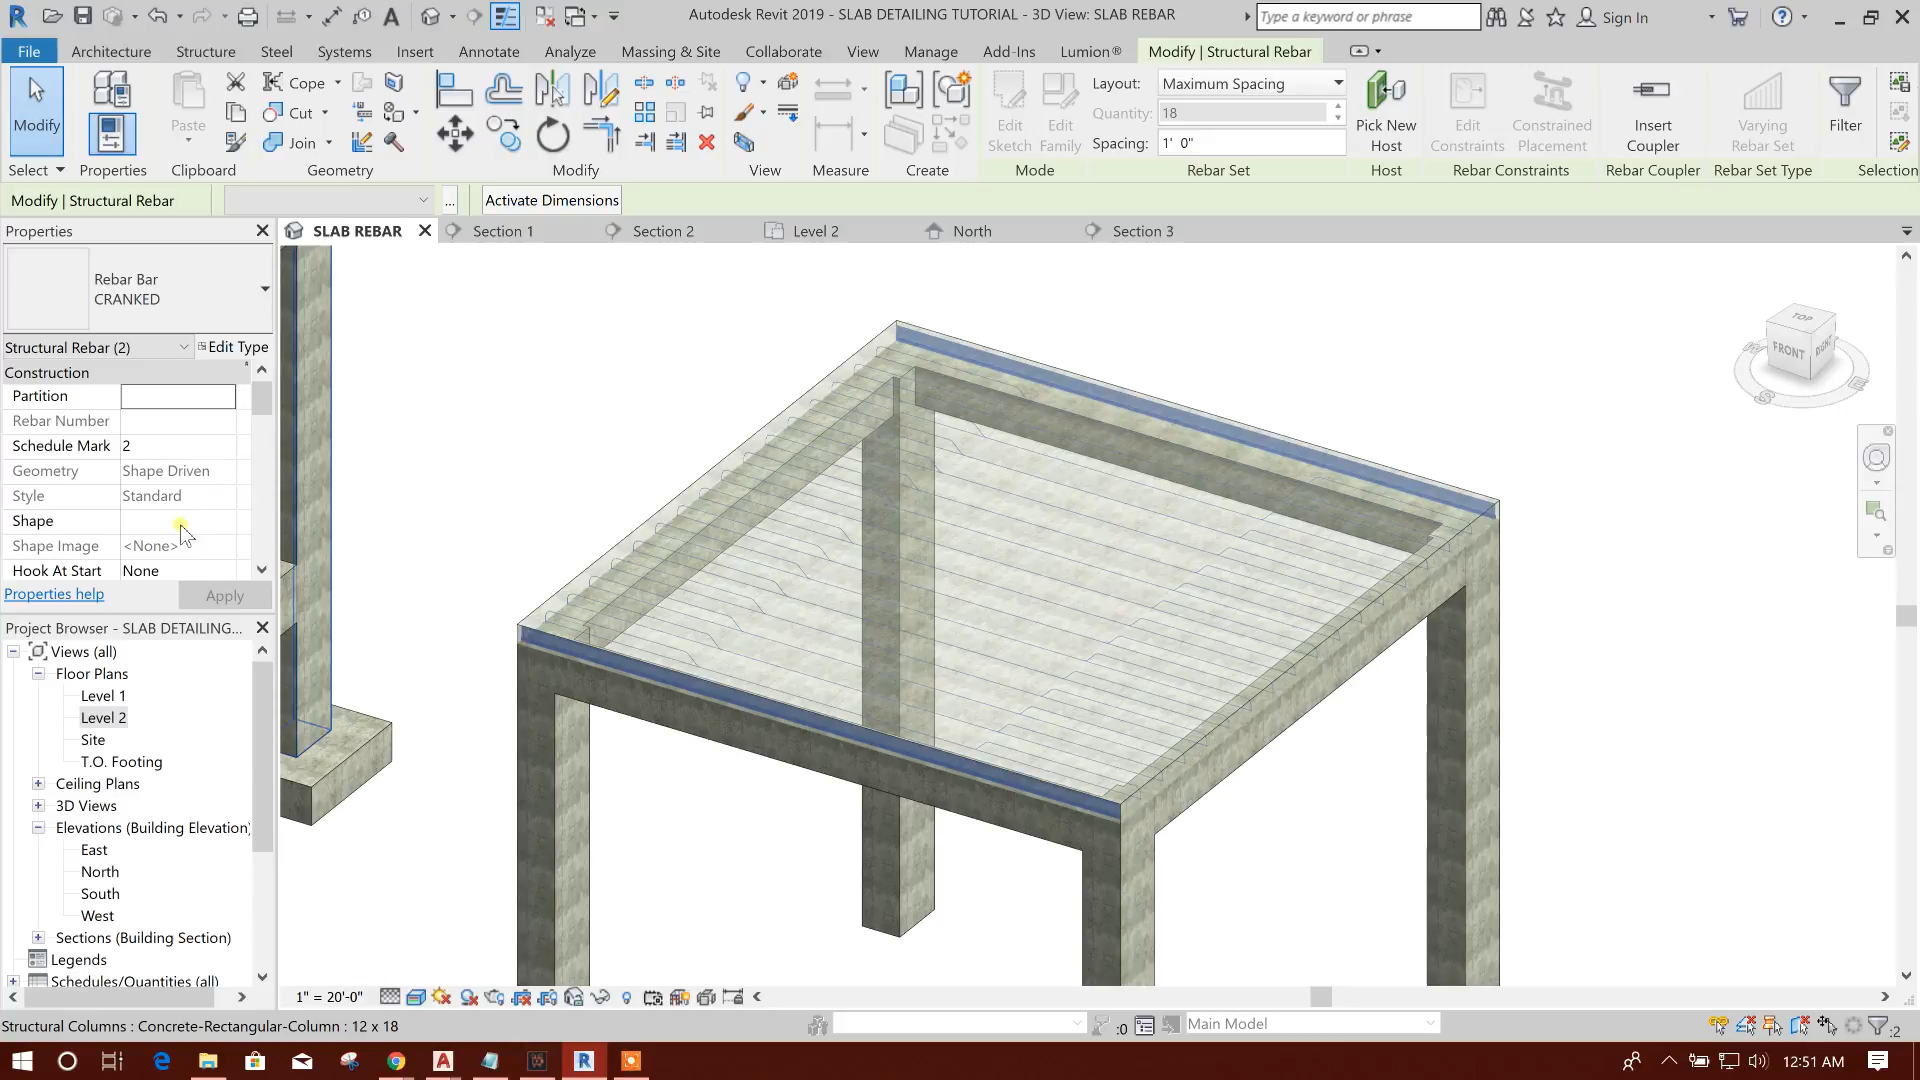 Autodesk Revit 2019 - SLAB DETAILING TUTORIAL - 3D View: SLAB REBAR
Type a keyword or phrase
Sign In
File
Architecture
Structure
Steel
Systems
Insert
Annotate
Analyze
Massing & Site
Collaborate
View
Manage
Add-Ins
Lumion®
Modify | Structural Rebar
Modify
Paste
Cope
Cut
Join
Edit
Sketch
Edit
Family
Layout:
Maximum Spacing
Quantity:
18
Spacing:
1' 0"
Pick New
Host
Edit
Constraints
Constrained
Placement
Insert
Coupler
Varying
Rebar Set
Filter
Select
Properties
Clipboard
Geometry
Modify
View
Measure
Create
Mode
Rebar Set
Host
Rebar Constraints
Rebar Coupler
Rebar Set Type
Selection
Modify | Structural Rebar
...
Activate Dimensions
Properties
SLAB REBAR
Section 1
Section 2
Level 2
North
Section 3
Rebar Bar
CRANKED
Structural Rebar (2)
Edit Type
Construction
Partition
Rebar Number
Schedule Mark 2
Geometry Shape Driven
Style Standard
Shape
Shape Image <None>
Hook At Start None
Properties help
Apply
Project Browser - SLAB DETAILING...
Views (all)
Floor Plans
Level 1
Level 2
Site
T.O. Footing
Ceiling Plans
3D Views
Elevations (Building Elevation)
East
North
South
West
Sections (Building Section)
Legends
Schedules/Quantities (all)
TOP
FRONT
RIGHT
W
S
E
1" = 20'-0"
Structural Columns : Concrete-Rectangular-Column : 12 x 18
:0
Main Model
:2
12:51 AM